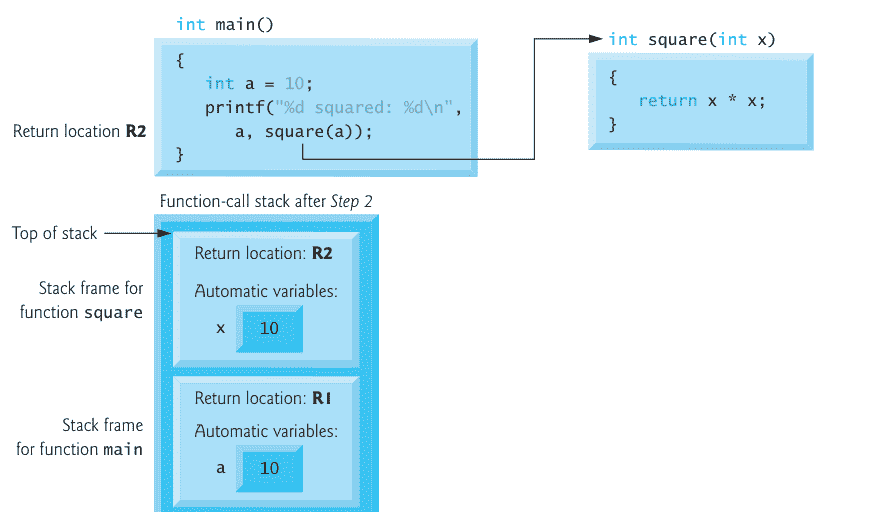 int main()
{
int a = 10;
printf("%d squared: %d\n",
a, square(a));
}
Return location R2
int square(int x)
{
return x * x;
}
Function-call stack after Step 2
Top of stack
Return location: R2
Automatic variables:
x 10
Stack frame for
function square
Return location: R1
Automatic variables:
a 10
Stack frame
for function main